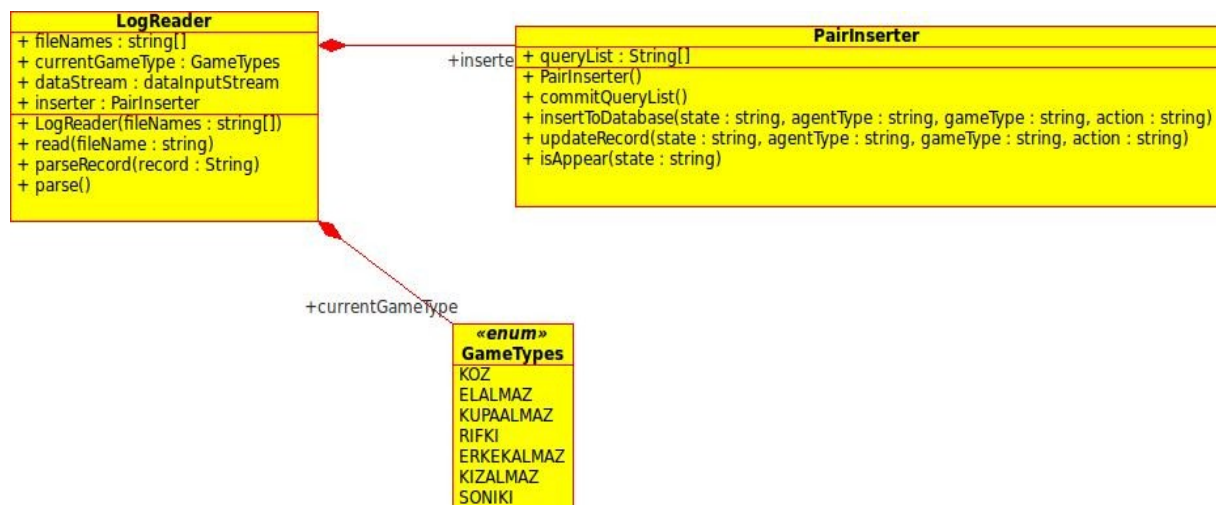 LogReader
+ fileNames : string[]
+ currentGameType : GameTypes
+ dataStream : dataInputStream
+ inserter : PairInserter
+ LogReader(fileNames : string[])
+ read(fileName : string)
+ parseRecord(record : String)
+ parse()
+inserte
PairInserter
+ queryList : String[]
+ PairInserter()
+ commitQueryList()
+ insertToDatabase(state : string, agentType : string, gameType : string, action : string)
+ updateRecord(state : string, agentType : string, gameType : string, action : string)
+ isAppear(state : string)
+currentGameType
«enum»
GameTypes
KOZ
ELALMAZ
KUPAALMAZ
RIFKI
ERKEKALMAZ
KIZALMAZ
SONIKI